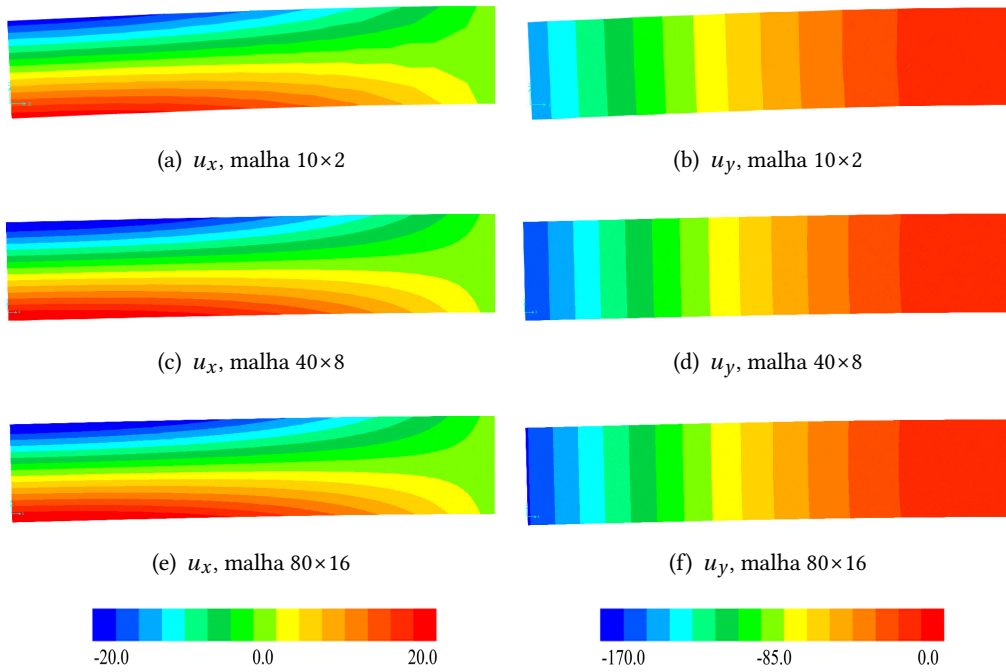 (a) u_x, malha 10×2
(b) u_y, malha 10×2
(c) u_x, malha 40×8
(d) u_y, malha 40×8
(e) u_x, malha 80×16
(f) u_y, malha 80×16
-20.0 0.0 20.0
-170.0 -85.0 0.0